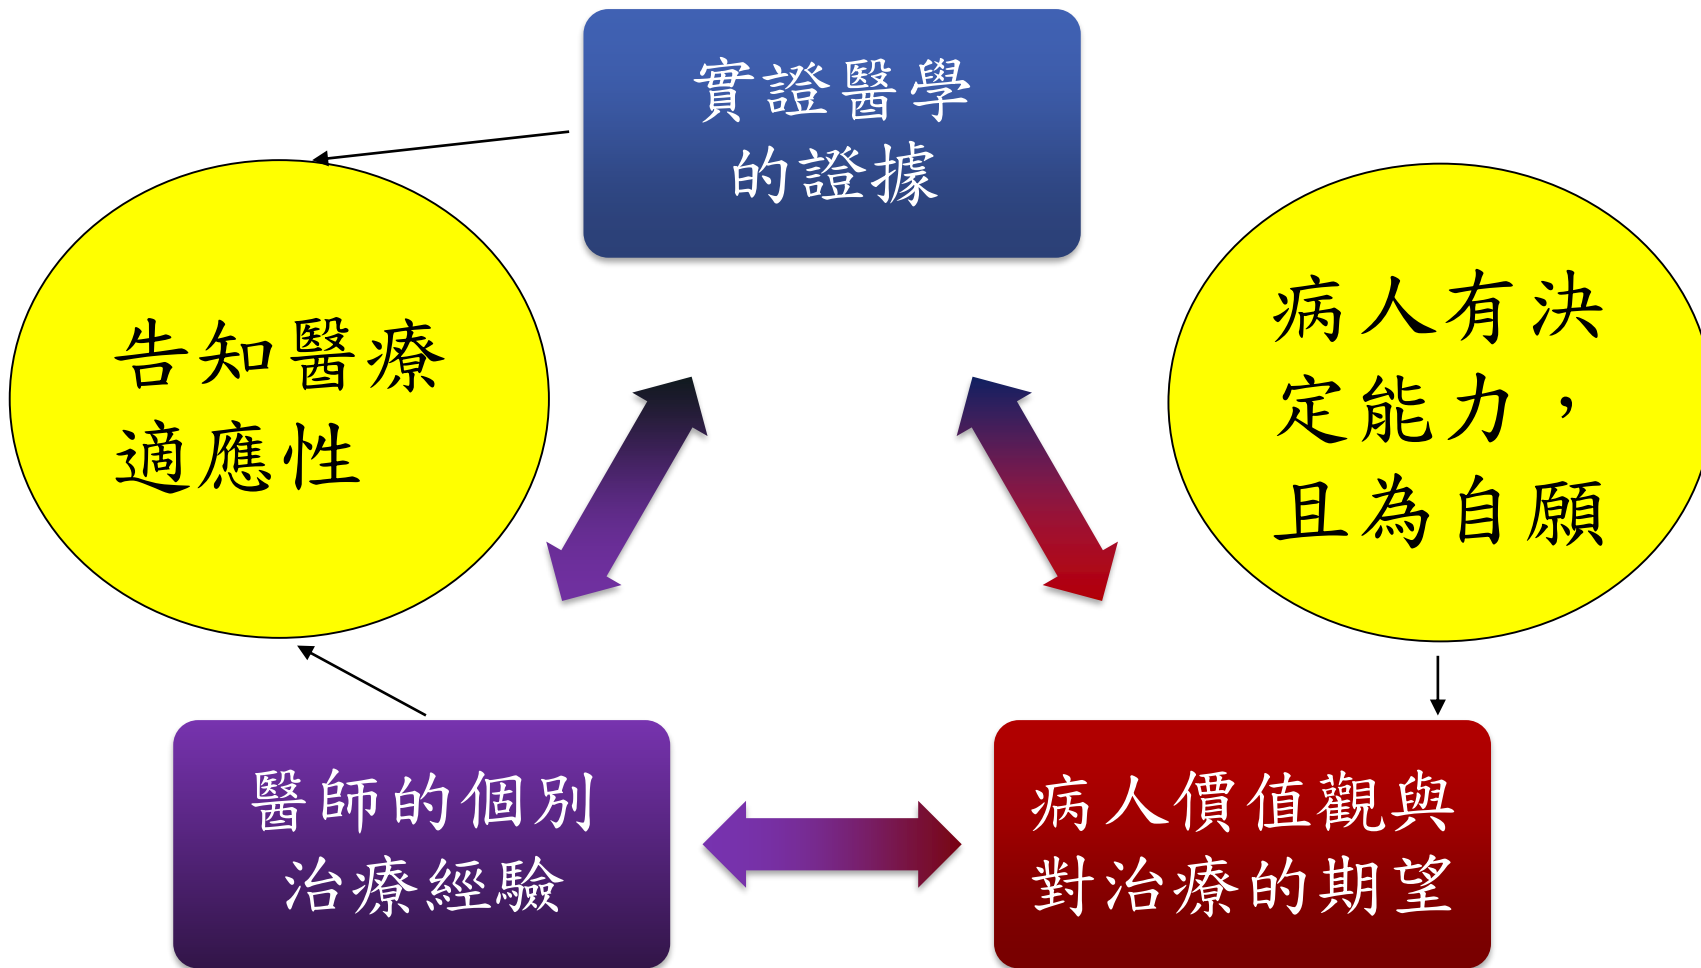 實證醫學
的證據
告知醫療
適應性
病人有決
定能力，
且為自願
醫師的個別
治療經驗
病人價值觀與
對治療的期望